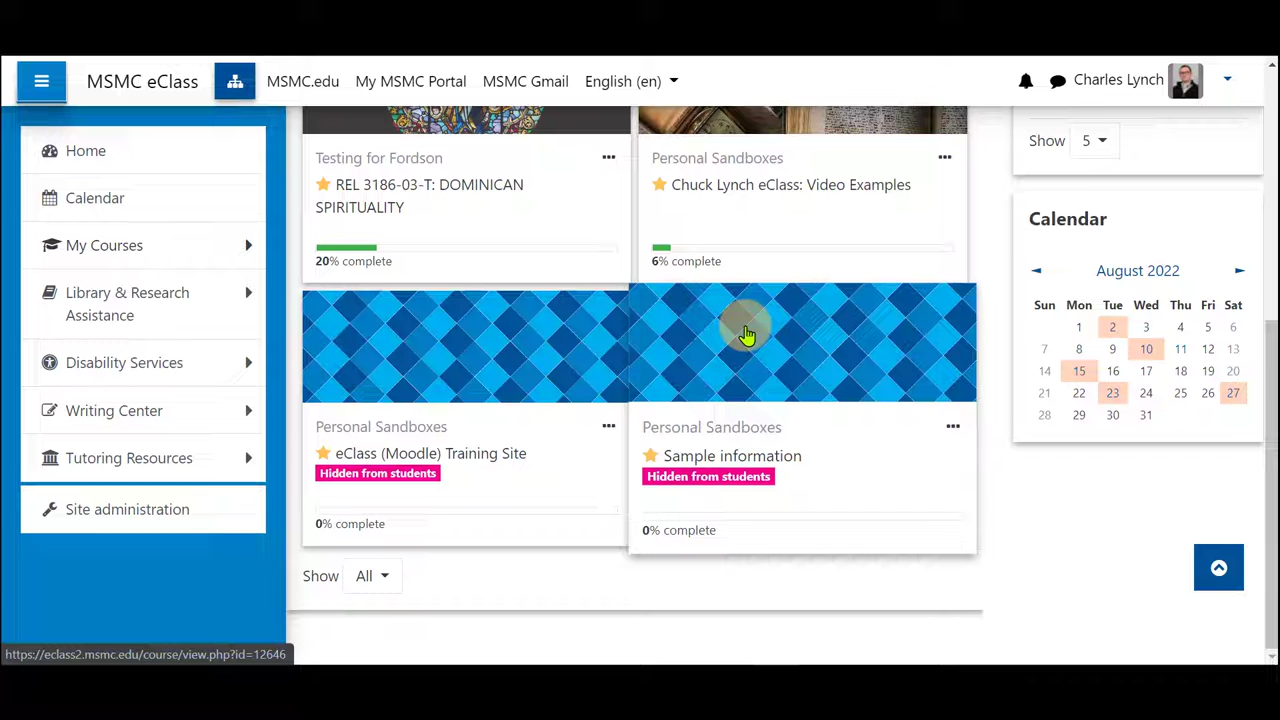 MSMC eClass
MSMC.edu
My MSMC Portal
MSMC Gmail
English (en)
Charles Lynch
Home
Calendar
My Courses
Library & Research
Assistance
Disability Services
Writing Center
Tutoring Resources
Site administration
Testing for Fordson
REL 3186-03-T: DOMINICAN
SPIRITUALITY
20% complete
Personal Sandboxes
Chuck Lynch eClass: Video Examples
6% complete
Personal Sandboxes
eClass (Moodle) Training Site
Hidden from students
0% complete
Personal Sandboxes
Sample information
Hidden from students
0% complete
Show All
Show 5
Calendar
◄ August 2022 ►
Sun Mon Tue Wed Thu Fri Sat
1 2 3 4 5 6
7 8 9 10 11 12 13
14 15 16 17 18 19 20
21 22 23 24 25 26 27
28 29 30 31
https://eclass2.msmc.edu/course/view.php?id=12646